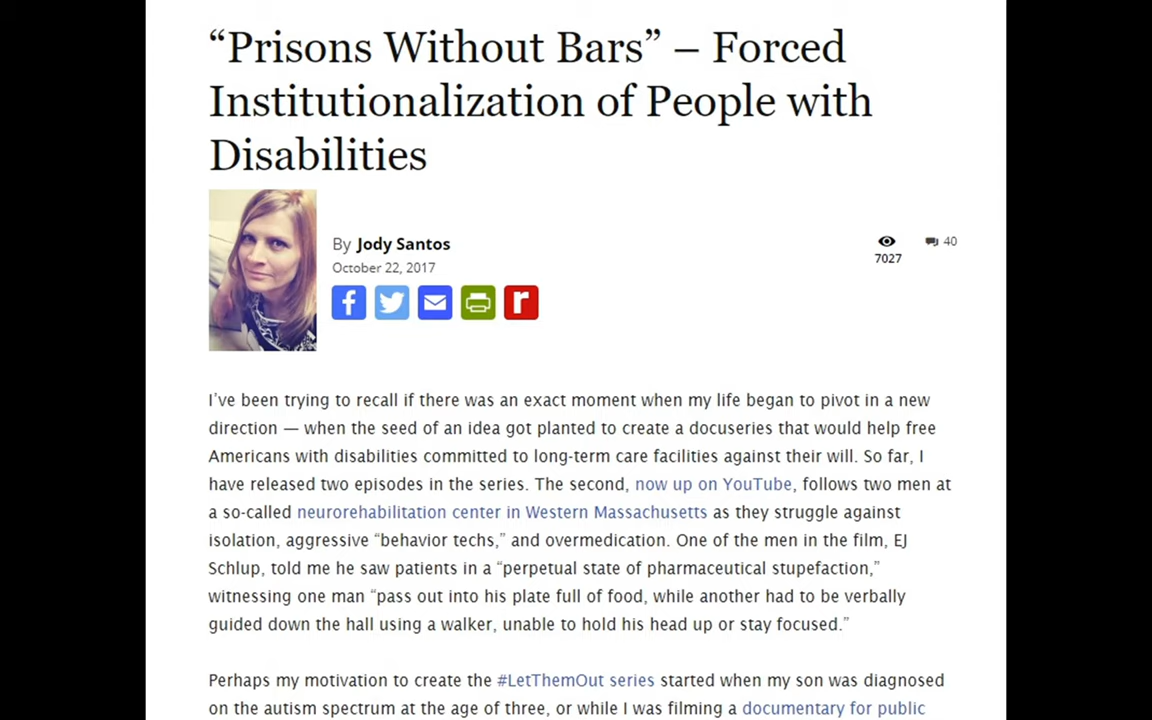 “Prisons Without Bars” – Forced
Institutionalization of People with
Disabilities
By Jody Santos
October 22, 2017
7027
40
I’ve been trying to recall if there was an exact moment when my life began to pivot in a new
direction — when the seed of an idea got planted to create a docuseries that would help free
Americans with disabilities committed to long-term care facilities against their will. So far, I
have released two episodes in the series. The second, now up on YouTube, follows two men at
a so-called neurorehabilitation center in Western Massachusetts as they struggle against
isolation, aggressive “behavior techs,” and overmedication. One of the men in the film, EJ
Schlup, told me he saw patients in a “perpetual state of pharmaceutical stupefaction,”
witnessing one man “pass out into his plate full of food, while another had to be verbally
guided down the hall using a walker, unable to hold his head up or stay focused.”
Perhaps my motivation to create the #LetThemOut series started when my son was diagnosed
on the autism spectrum at the age of three, or while I was filming a documentary for public